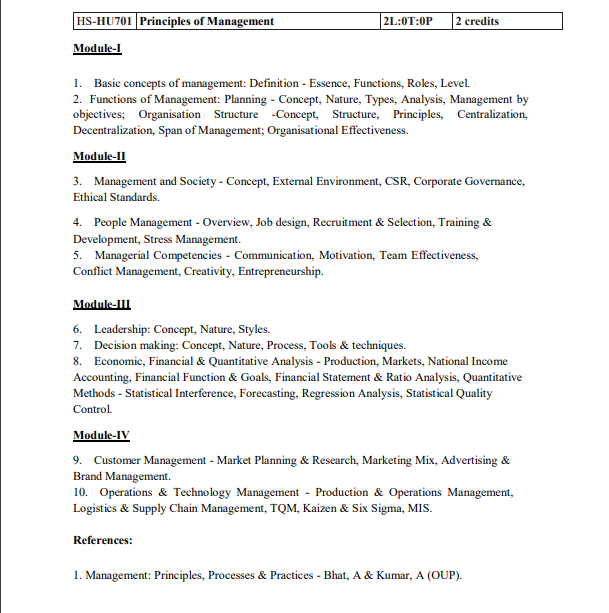 HS-HU701 Principles of Management 2L:0T:0P 2 credits
Module-I
1. Basic concepts of management: Definition - Essence, Functions, Roles, Level.
2. Functions of Management: Planning - Concept, Nature, Types, Analysis, Management by
objectives; Organisation Structure -Concept, Structure, Principles, Centralization,
Decentralization, Span of Management; Organisational Effectiveness.
Module-II
3. Management and Society - Concept, External Environment, CSR, Corporate Governance,
Ethical Standards.
4. People Management - Overview, Job design, Recruitment & Selection, Training &
Development, Stress Management.
5. Managerial Competencies - Communication, Motivation, Team Effectiveness,
Conflict Management, Creativity, Entrepreneurship.
Module-III
6. Leadership: Concept, Nature, Styles.
7. Decision making: Concept, Nature, Process, Tools & techniques.
8. Economic, Financial & Quantitative Analysis - Production, Markets, National Income
Accounting, Financial Function & Goals, Financial Statement & Ratio Analysis, Quantitative
Methods - Statistical Interference, Forecasting, Regression Analysis, Statistical Quality
Control.
Module-IV
9. Customer Management - Market Planning & Research, Marketing Mix, Advertising &
Brand Management.
10. Operations & Technology Management - Production & Operations Management,
Logistics & Supply Chain Management, TQM, Kaizen & Six Sigma, MIS.
References:
1. Management: Principles, Processes & Practices - Bhat, A & Kumar, A (OUP).